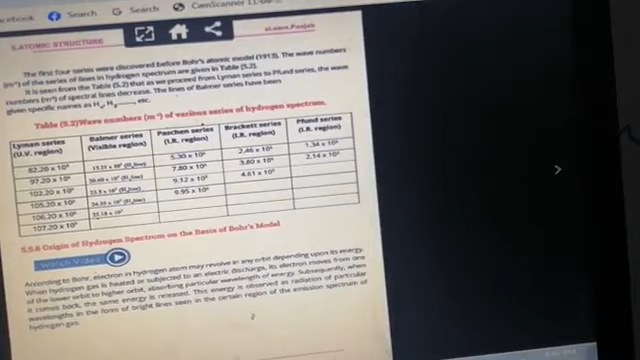 Search
Search
CamScanner 11-08-
5.ATOMIC STRUCTURE
eLearn.Punjab
The first four series were discovered before Bohr's atomic model (1913). The wave numbers
(m⁻¹) of the series of lines in hydrogen spectrum are given in Table (5.2).
It is seen from the Table (5.2) that as we proceed from Lyman series to Pfund series, the wave
numbers (m⁻¹) of spectral lines decrease. The lines of Balmer series have been
given specific names as Hα, Hβ, etc.
Table (5.2)Wave numbers (m⁻¹) of various series of hydrogen spectrum.
Lyman series (U.V. region) Balmer series (Visible region) Paschen series (I.R. region) Brackett series (I.R. region) Pfund series (I.R. region)
82.20 x 10⁵ 15.21 x 10⁵ (Hα line) 5.30 x 10⁵ 2.46 x 10⁵ 1.34 x 10⁵
97.20 x 10⁵ (Hβ line) 7.80 x 10⁵ 3.80 x 10⁵ 2.14 x 10⁵
102.20 x 10⁵ 9.12 x 10⁵ 4.61 x 10⁵
105.20 x 10⁵ 9.95 x 10⁵
106.20 x 10⁵
107.20 x 10⁵
5.5.6 Origin of Hydrogen Spectrum on the Basis of Bohr's Model
Watch Video
According to Bohr, electron in hydrogen atom may revolve in any orbit depending upon its energy.
When hydrogen gas is heated or subjected to an electric discharge, its electron moves from one
of the lower orbit to higher orbit, absorbing particular wavelength of energy. Subsequently, when
it comes back, the same energy is released. This energy is observed as radiation of particular
wavelengths in the form of bright lines seen in the certain region of the emission spectrum of
hydrogen gas.